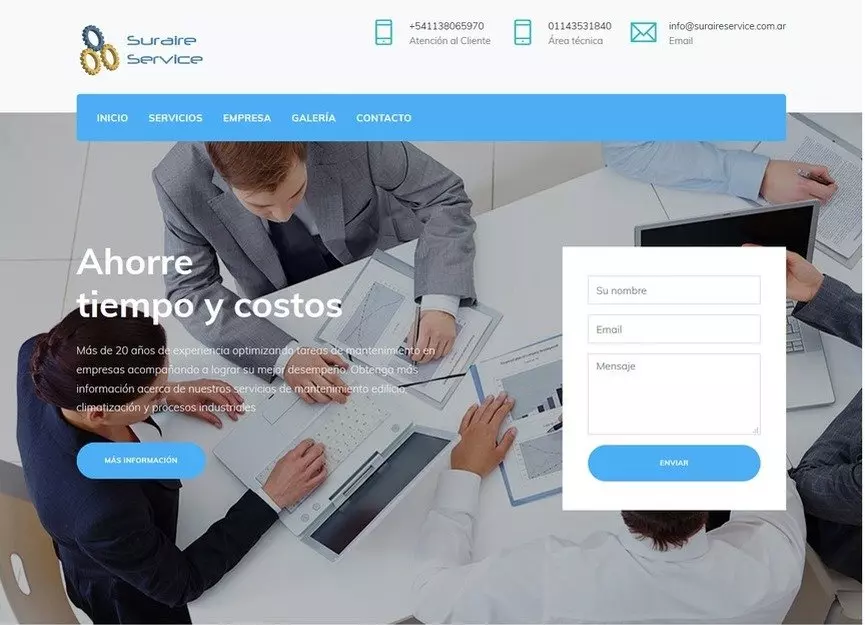 Suraire
Service
+541138065970
Atención al Cliente
01143531840
Área técnica
info@suraireservice.com.ar
Email
INICIO
SERVICIOS
EMPRESA
GALERÍA
CONTACTO
Ahorre
tiempo y costos
Más de 20 años de experiencia optimizando tareas de mantenimiento en
empresas acompañando a lograr su mejor desempeño. Obtenga más
información acerca de nuestros servicios de mantenimiento edilicio,
climatización y procesos industriales
MÁS INFORMACIÓN
Su nombre
Email
Mensaje
ENVIAR